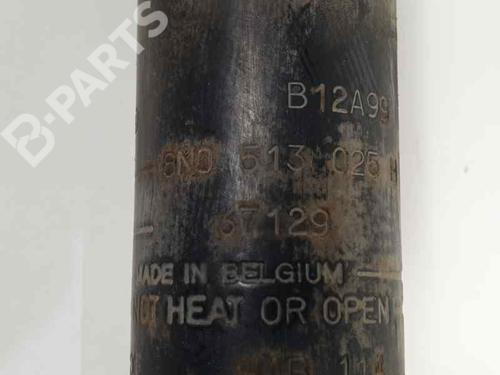 B-PARTS
B12A99
6N0 513 025 H
67129
MADE IN BELGIUM
NOT HEAT OR OPEN